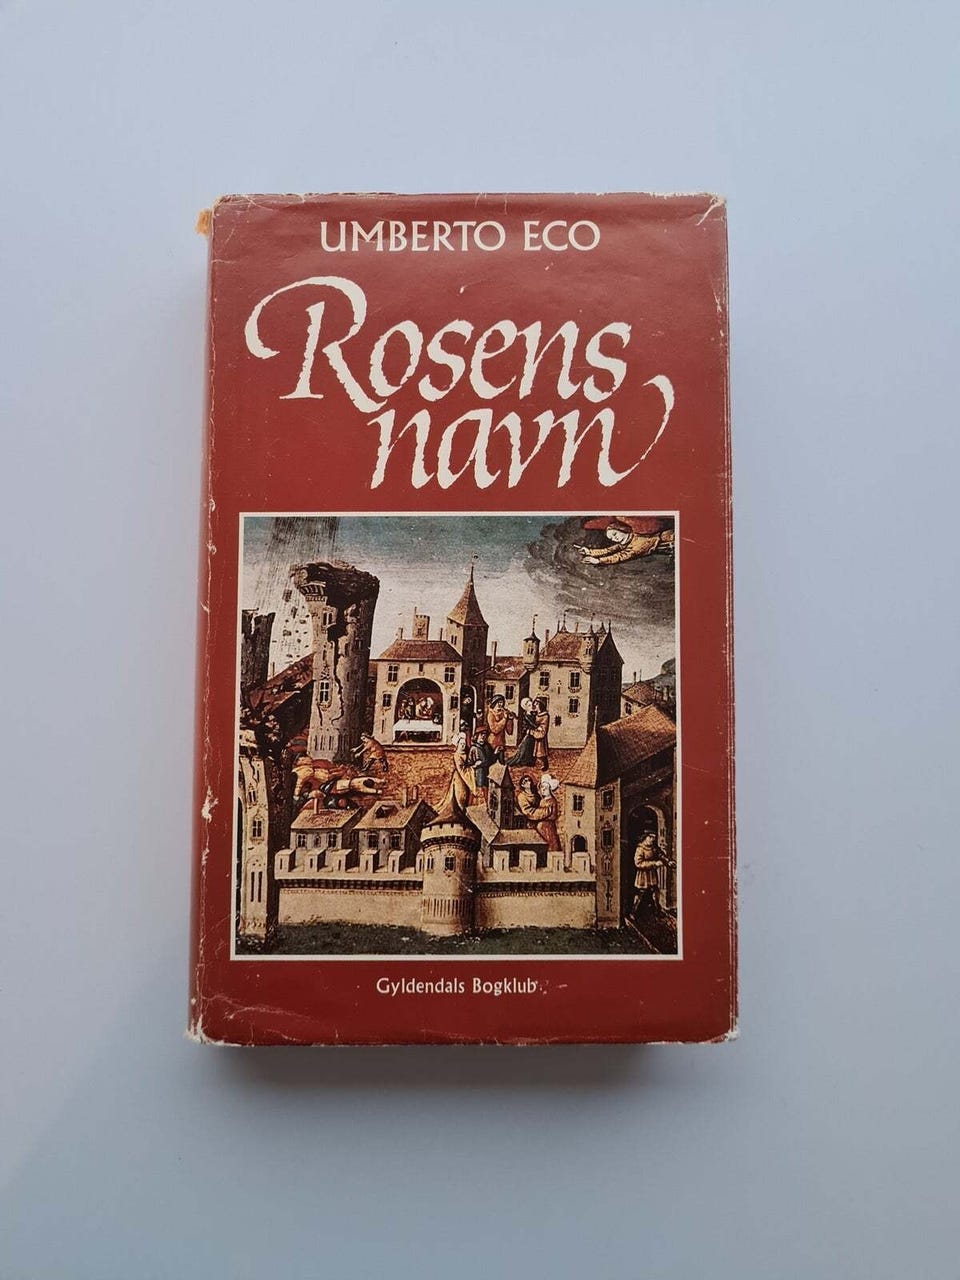 UMBERTO ECO
Rosens
navn
Gyldendals Bogklub